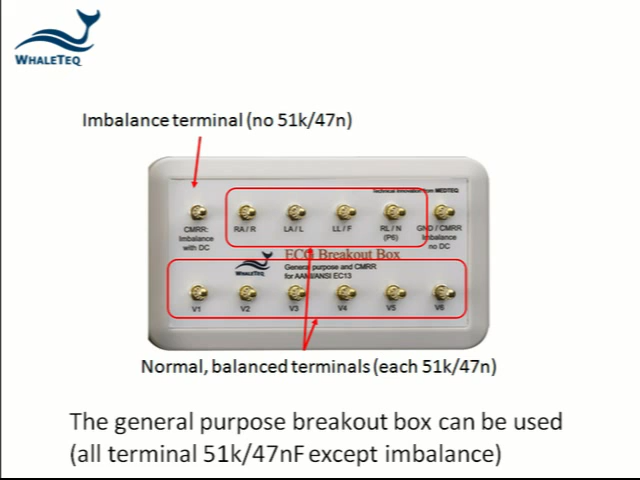 WHALETEQ
Imbalance terminal (no 51k/47n)
Technical Innovation from MEDTEQ
CMRR: Imbalance with DC
RA / R
LA / L
LL / F
RL / N (P6)
GND / CMRR Imbalance no DC
WHALETEQ
ECG Breakout Box
General purpose and CMRR
for AAMI/ANSI EC13
V1
V2
V3
V4
V5
V6
Normal, balanced terminals (each 51k/47n)
The general purpose breakout box can be used
(all terminal 51k/47nF except imbalance)